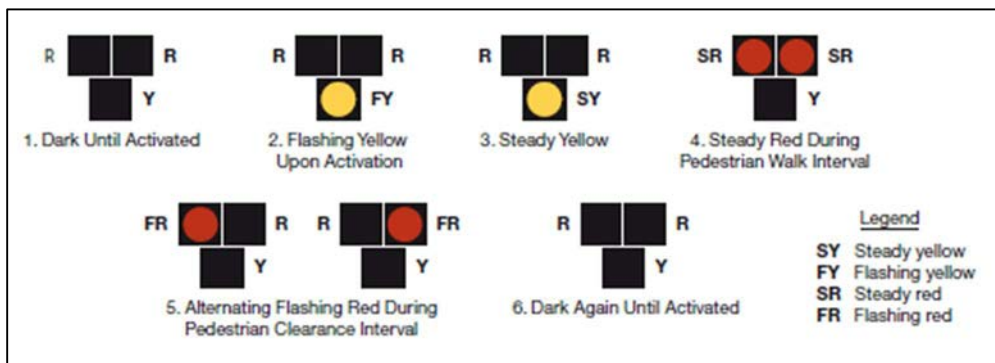 R R R R R R SR SR
Y FY SY Y
1. Dark Until Activated
2. Flashing Yellow
Upon Activation
3. Steady Yellow
4. Steady Red During
Pedestrian Walk Interval
FR R R FR R R
Y Y Y
5. Alternating Flashing Red During
Pedestrian Clearance Interval
6. Dark Again Until Activated
Legend
SY Steady yellow
FY Flashing yellow
SR Steady red
FR Flashing red